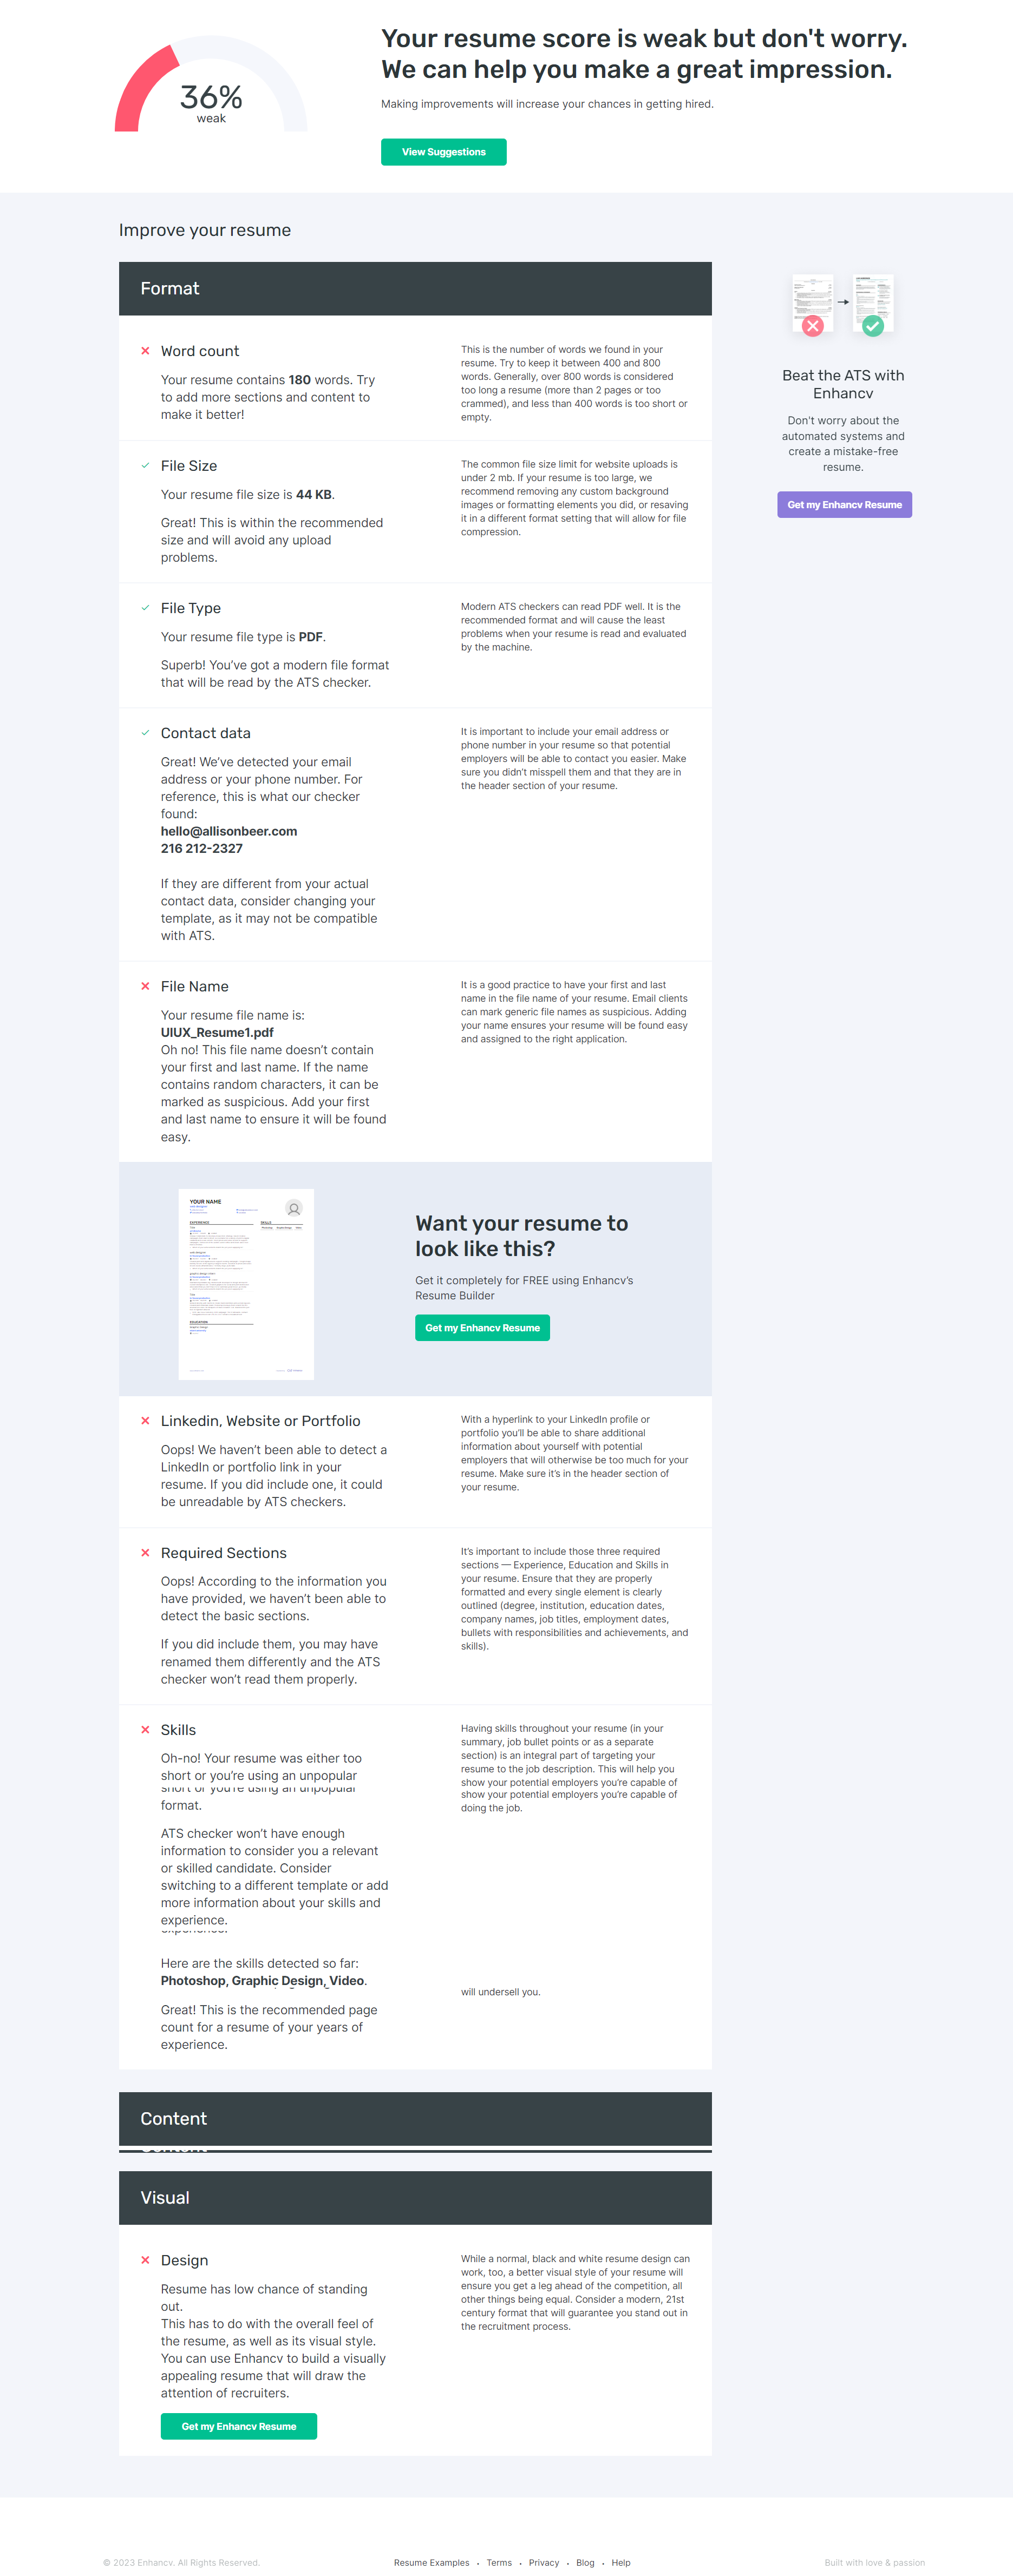 36%
weak
Your resume score is weak but don't worry.
We can help you make a great impression.
Making improvements will increase your chances in getting hired.
View Suggestions
Improve your resume
Format
Word count
Your resume contains 180 words. Try
to add more sections and content to
make it better!
This is the number of words we found in your
resume. Try to keep it between 400 and 800
words. Generally, over 800 words is considered
too long a resume (more than 2 pages or too
crammed), and less than 400 words is too short or
empty.
Beat the ATS with
Enhancv
Don't worry about the
automated systems and
create a mistake-free
resume.
Get my Enhancv Resume
File Size
Your resume file size is 44 KB.
Great! This is within the recommended
size and will avoid any upload
problems.
The common file size limit for website uploads is
under 2 mb. If your resume is too large, we
recommend removing any custom background
images or formatting elements you did, or resaving
it in a different format setting that will allow for file
compression.
File Type
Your resume file type is PDF.
Superb! You've got a modern file format
that will be read by the ATS checker.
Modern ATS checkers can read PDF well. It is the
recommended format and will cause the least
problems when your resume is read and evaluated
by the machine.
Contact data
Great! We've detected your email
address or your phone number. For
reference, this is what our checker
found:
hello@allisonbeer.com
216 212-2327
If they are different from your actual
contact data, consider changing your
template, as it may not be compatible
with ATS.
It is important to include your email address or
phone number in your resume so that potential
employers will be able to contact you easier. Make
sure you didn't misspell them and that they are in
the header section of your resume.
File Name
Your resume file name is:
UIUX_Resume1.pdf
Oh no! This file name doesn't contain
your first and last name. If the name
contains random characters, it can be
marked as suspicious. Add your first
and last name to ensure it will be found
easy.
It is a good practice to have your first and last
name in the file name of your resume. Email clients
can mark generic file names as suspicious. Adding
your name ensures your resume will be found easy
and assigned to the right application.
YOUR NAME
EXPERIENCE
SKILLS
EDUCATION
Want your resume to
look like this?
Get it completely for FREE using Enhancv's
Resume Builder
Get my Enhancv Resume
Linkedin, Website or Portfolio
Oops! We haven't been able to detect a
LinkedIn or portfolio link in your
resume. If you did include one, it could
be unreadable by ATS checkers.
With a hyperlink to your LinkedIn profile or
portfolio you'll be able to share additional
information about yourself with potential
employers that will otherwise be too much for your
resume. Make sure it's in the header section of
your resume.
Required Sections
Oops! According to the information you
have provided, we haven't been able to
detect the basic sections.
If you did include them, you may have
renamed them differently and the ATS
checker won't read them properly.
It's important to include those three required
sections — Experience, Education and Skills in
your resume. Ensure that they are properly
formatted and every single element is clearly
outlined (degree, institution, education dates,
company names, job titles, employment dates,
bullets with responsibilities and achievements, and
skills).
Skills
Oh-no! Your resume was either too
short or you're using an unpopular
short or you're using an unpopular
format.
ATS checker won't have enough
information to consider you a relevant
or skilled candidate. Consider
switching to a different template or add
more information about your skills and
experience.
experience.
Here are the skills detected so far:
Photoshop, Graphic Design, Video.
Having skills throughout your resume (in your
summary, job bullet points or as a separate
section) is an integral part of targeting your
resume to the job description. This will help you
show your potential employers you're capable of
show your potential employers you're capable of
doing the job.
will undersell you.
Great! This is the recommended page
count for a resume of your years of
experience.
Content
Content
Visual
Design
Resume has low chance of standing
out.
This has to do with the overall feel of
the resume, as well as its visual style.
You can use Enhancv to build a visually
appealing resume that will draw the
attention of recruiters.
Get my Enhancv Resume
While a normal, black and white resume design can
work, too, a better visual style of your resume will
ensure you get a leg ahead of the competition, all
other things being equal. Consider a modern, 21st
century format that will guarantee you stand out in
the recruitment process.
© 2023 Enhancv. All Rights Reserved.
Resume Examples • Terms • Privacy • Blog • Help
Built with love & passion